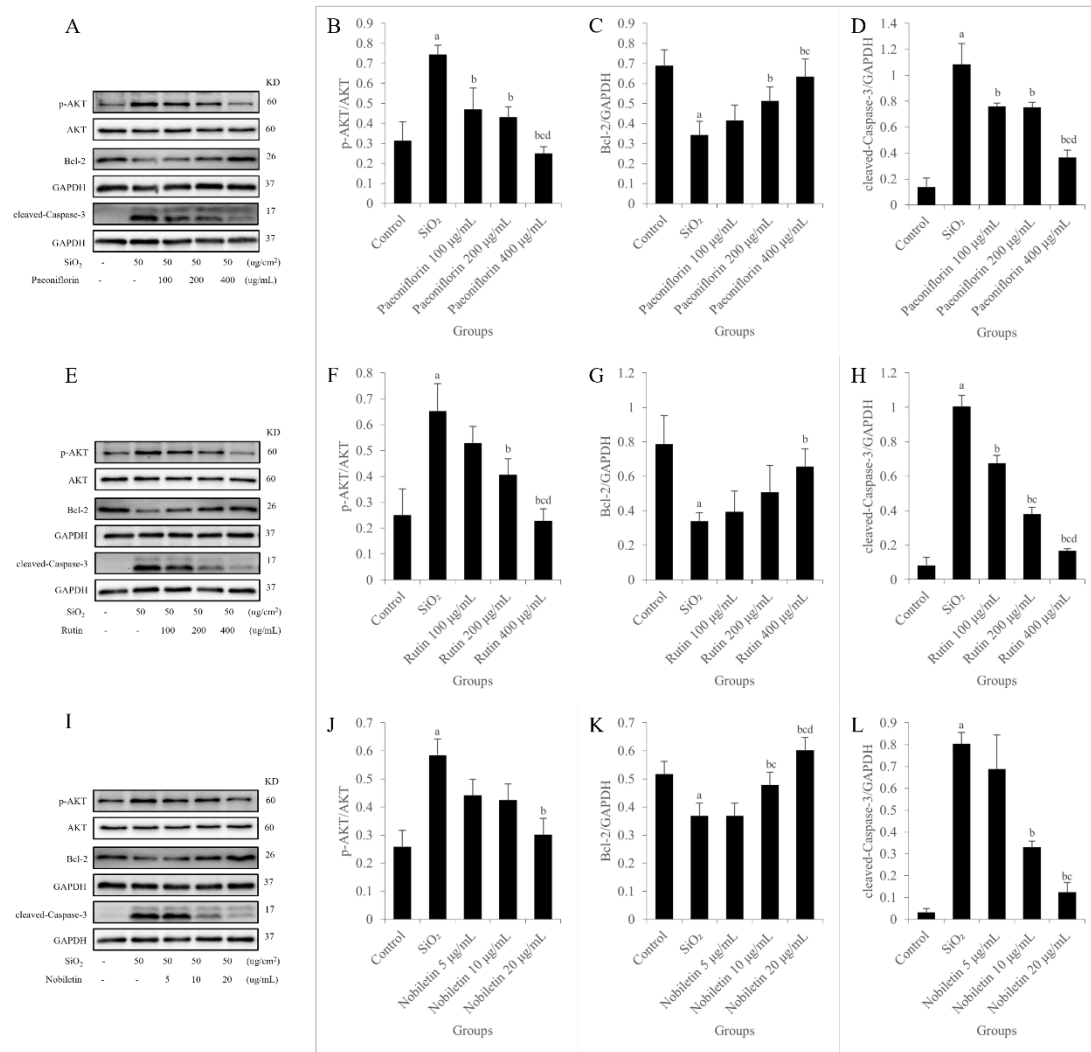 A
KD
p-AKT 60
AKT 60
Bcl-2 26
GAPDH 37
cleaved-Caspase-3 17
GAPDH 37
SiO₂ - 50 50 50 50 (ug/cm²)
Paeoniflorin - - 100 200 400 (ug/mL)
B
p-AKT/AKT
0.9
0.8
0.7
0.6
0.5
0.4
0.3
0.2
0.1
0
a
b
b
bcd
Control
SiO₂
Paeoniflorin 100 µg/mL
Paeoniflorin 200 µg/mL
Paeoniflorin 400 µg/mL
Groups
C
Bcl-2/GAPDH
0.9
0.8
0.7
0.6
0.5
0.4
0.3
0.2
0.1
0
a
b
bc
Control
SiO₂
Paeoniflorin 100 µg/mL
Paeoniflorin 200 µg/mL
Paeoniflorin 400 µg/mL
Groups
D
cleaved-Caspase-3/GAPDH
1.4
1.2
1
0.8
0.6
0.4
0.2
0
a
b
b
bcd
Control
SiO₂
Paeoniflorin 100 µg/mL
Paeoniflorin 200 µg/mL
Paeoniflorin 400 µg/mL
Groups
E
KD
p-AKT 60
AKT 60
Bcl-2 26
GAPDH 37
cleaved-Caspase-3 17
GAPDH 37
SiO₂ - 50 50 50 50 (ug/cm²)
Rutin - - 100 200 400 (ug/mL)
F
p-AKT/AKT
0.8
0.7
0.6
0.5
0.4
0.3
0.2
0.1
0
a
b
bcd
Control
SiO₂
Rutin 100 µg/mL
Rutin 200 µg/mL
Rutin 400 µg/mL
Groups
G
Bcl-2/GAPDH
1.2
1
0.8
0.6
0.4
0.2
0
a
b
Control
SiO₂
Rutin 100 µg/mL
Rutin 200 µg/mL
Rutin 400 µg/mL
Groups
H
cleaved-Caspase-3/GAPDH
1.2
1
0.8
0.6
0.4
0.2
0
a
b
bc
bcd
Control
SiO₂
Rutin 100 µg/mL
Rutin 200 µg/mL
Rutin 400 µg/mL
Groups
I
KD
p-AKT 60
AKT 60
Bcl-2 26
GAPDH 37
cleaved-Caspase-3 17
GAPDH 37
SiO₂ - 50 50 50 50 (ug/cm²)
Nobiletin - - 5 10 20 (ug/mL)
J
p-AKT/AKT
0.7
0.6
0.5
0.4
0.3
0.2
0.1
0
a
b
Control
SiO₂
Nobiletin 5 µg/mL
Nobiletin 10 µg/mL
Nobiletin 20 µg/mL
Groups
K
Bcl-2/GAPDH
0.7
0.6
0.5
0.4
0.3
0.2
0.1
0
a
bc
bcd
Control
SiO₂
Nobiletin 5 µg/mL
Nobiletin 10 µg/mL
Nobiletin 20 µg/mL
Groups
L
cleaved-Caspase-3/GAPDH
0.9
0.8
0.7
0.6
0.5
0.4
0.3
0.2
0.1
0
a
b
bc
Control
SiO₂
Nobiletin 5 µg/mL
Nobiletin 10 µg/mL
Nobiletin 20 µg/mL
Groups